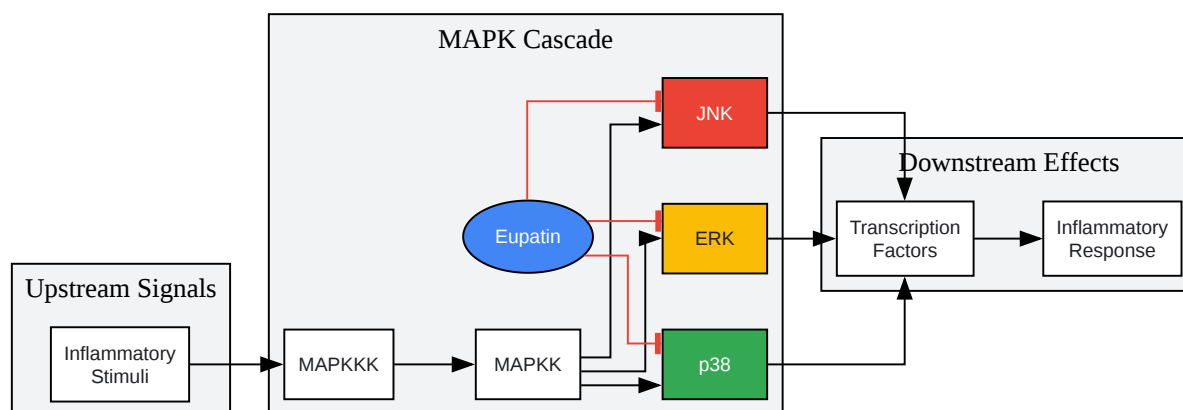 MAPK Cascade
JNK
Eupatin
ERK
MAPKKK
MAPKK
p38
Upstream Signals
Inflammatory
Stimuli
Downstream Effects
Transcription
Factors
Inflammatory
Response